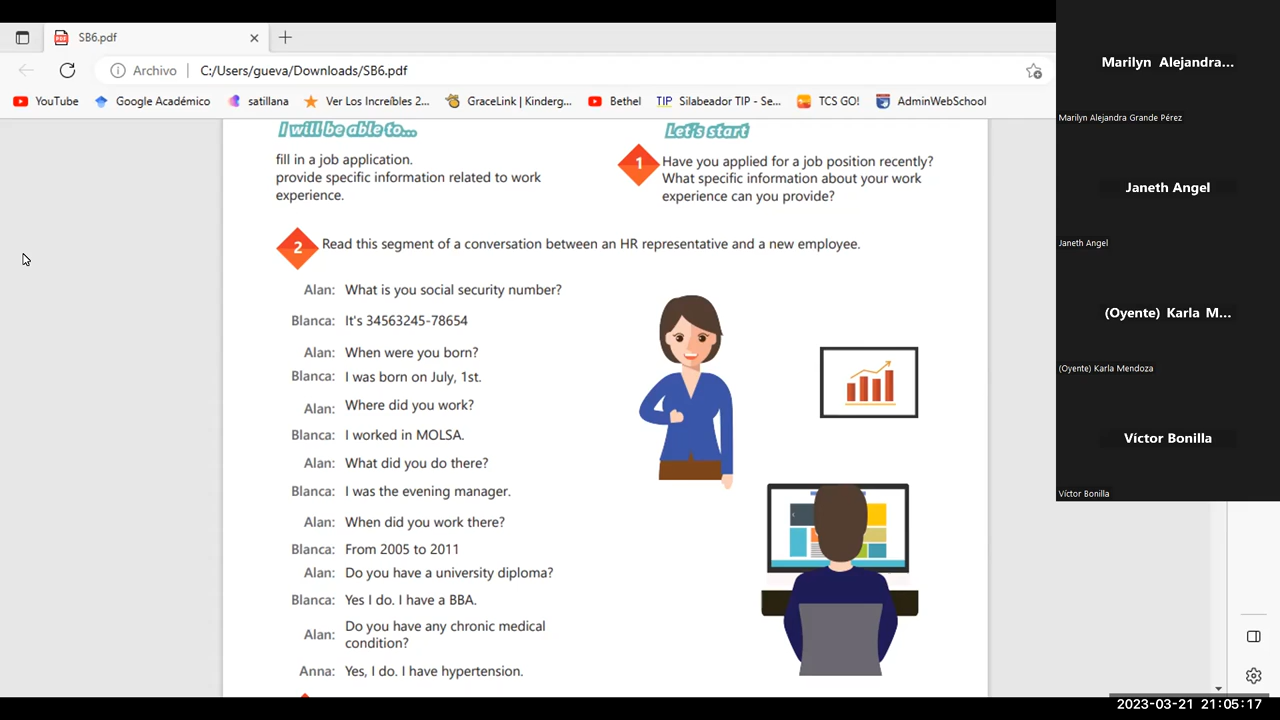 SB6.pdf
Archivo
C:/Users/gueva/Downloads/SB6.pdf
YouTube
Google Académico
satillana
Ver Los Increíbles 2...
GraceLink | Kinderg...
Bethel
TIP Silabeador TIP - Se...
TCS GO!
AdminWebSchool
I will be able to...
fill in a job application.
provide specific information related to work
experience.
Let's start
1
Have you applied for a job position recently?
What specific information about your work
experience can you provide?
2
Read this segment of a conversation between an HR representative and a new employee.
Alan: What is you social security number?
Blanca: It's 34563245-78654
Alan: When were you born?
Blanca: I was born on July, 1st.
Alan: Where did you work?
Blanca: I worked in MOLSA.
Alan: What did you do there?
Blanca: I was the evening manager.
Alan: When did you work there?
Blanca: From 2005 to 2011
Alan: Do you have a university diploma?
Blanca: Yes I do. I have a BBA.
Alan: Do you have any chronic medical
condition?
Anna: Yes, I do. I have hypertension.
Marilyn Alejandra...
Marilyn Alejandra Grande Pérez
Janeth Angel
Janeth Angel
(Oyente) Karla M...
(Oyente) Karla Mendoza
Víctor Bonilla
Víctor Bonilla
2023-03-21 21:05:17